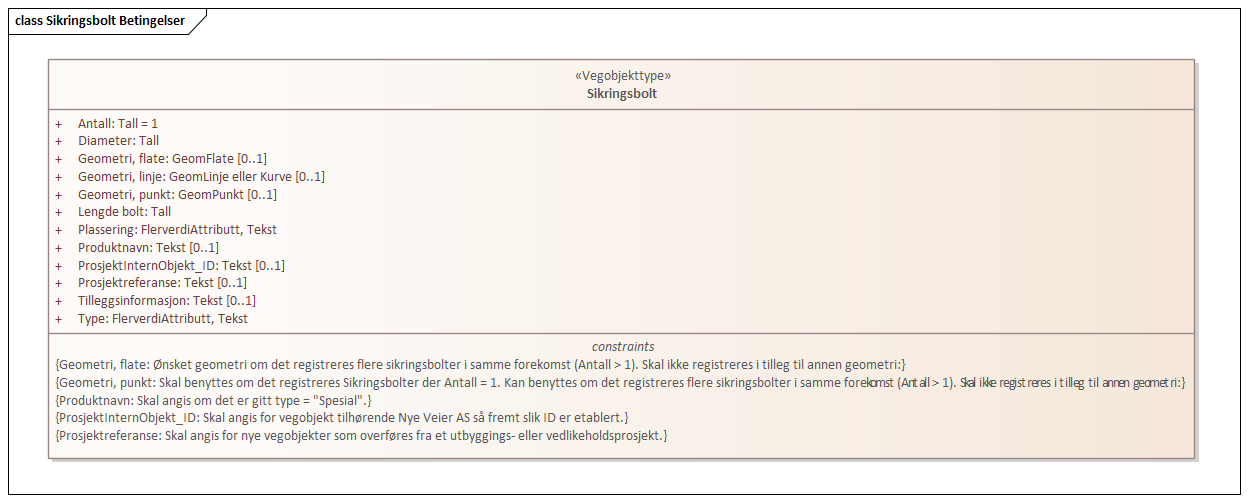 class Sikringsbolt Betingelser
«Vegobjekttype»
Sikringsbolt
+ Antall: Tall = 1
+ Diameter: Tall
+ Geometri, flate: GeomFlate [0..1]
+ Geometri, linje: GeomLinje eller Kurve [0..1]
+ Geometri, punkt: GeomPunkt [0..1]
+ Lengde bolt: Tall
+ Plassering: FlerverdiAttributt, Tekst
+ Produktnavn: Tekst [0..1]
+ ProsjektInternObjekt_ID: Tekst [0..1]
+ Prosjektreferanse: Tekst [0..1]
+ Tilleggsinformasjon: Tekst [0..1]
+ Type: FlerverdiAttributt, Tekst
constraints
{Geometri, flate: Ønsket geometri om det registreres flere sikringsbolter i samme forekomst (Antall > 1). Skal ikke registreres i tilleg til annen geometri:}
{Geometri, punkt: Skal benyttes om det registreres Sikringsbolter der Antall = 1. Kan benyttes om det registreres flere sikringsbolter i samme forekomst (Antall > 1). Skal ikke registreres i tilleg til annen geometri:}
{Produktnavn: Skal angis om det er gitt type = "Spesial".}
{ProsjektInternObjekt_ID: Skal angis for vegobjekt tilhørende Nye Veier AS så fremt slik ID er etablert.}
{Prosjektreferanse: Skal angis for nye vegobjekter som overføres fra et utbyggings- eller vedlikeholdsprosjekt.}